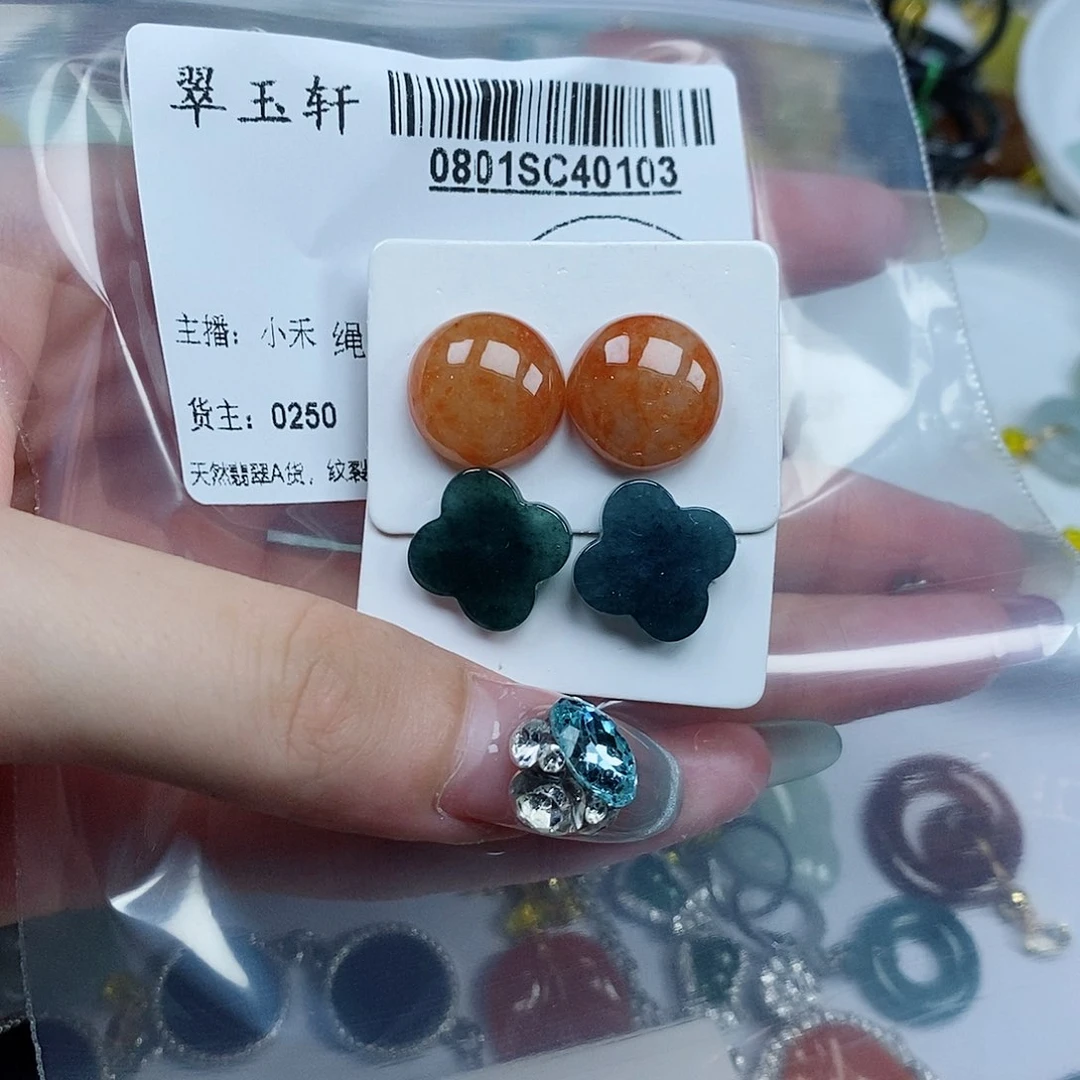 翠玉轩
0801SC40103
主播：小禾 绳
货主：0250
天然翡翠A货，纹裂